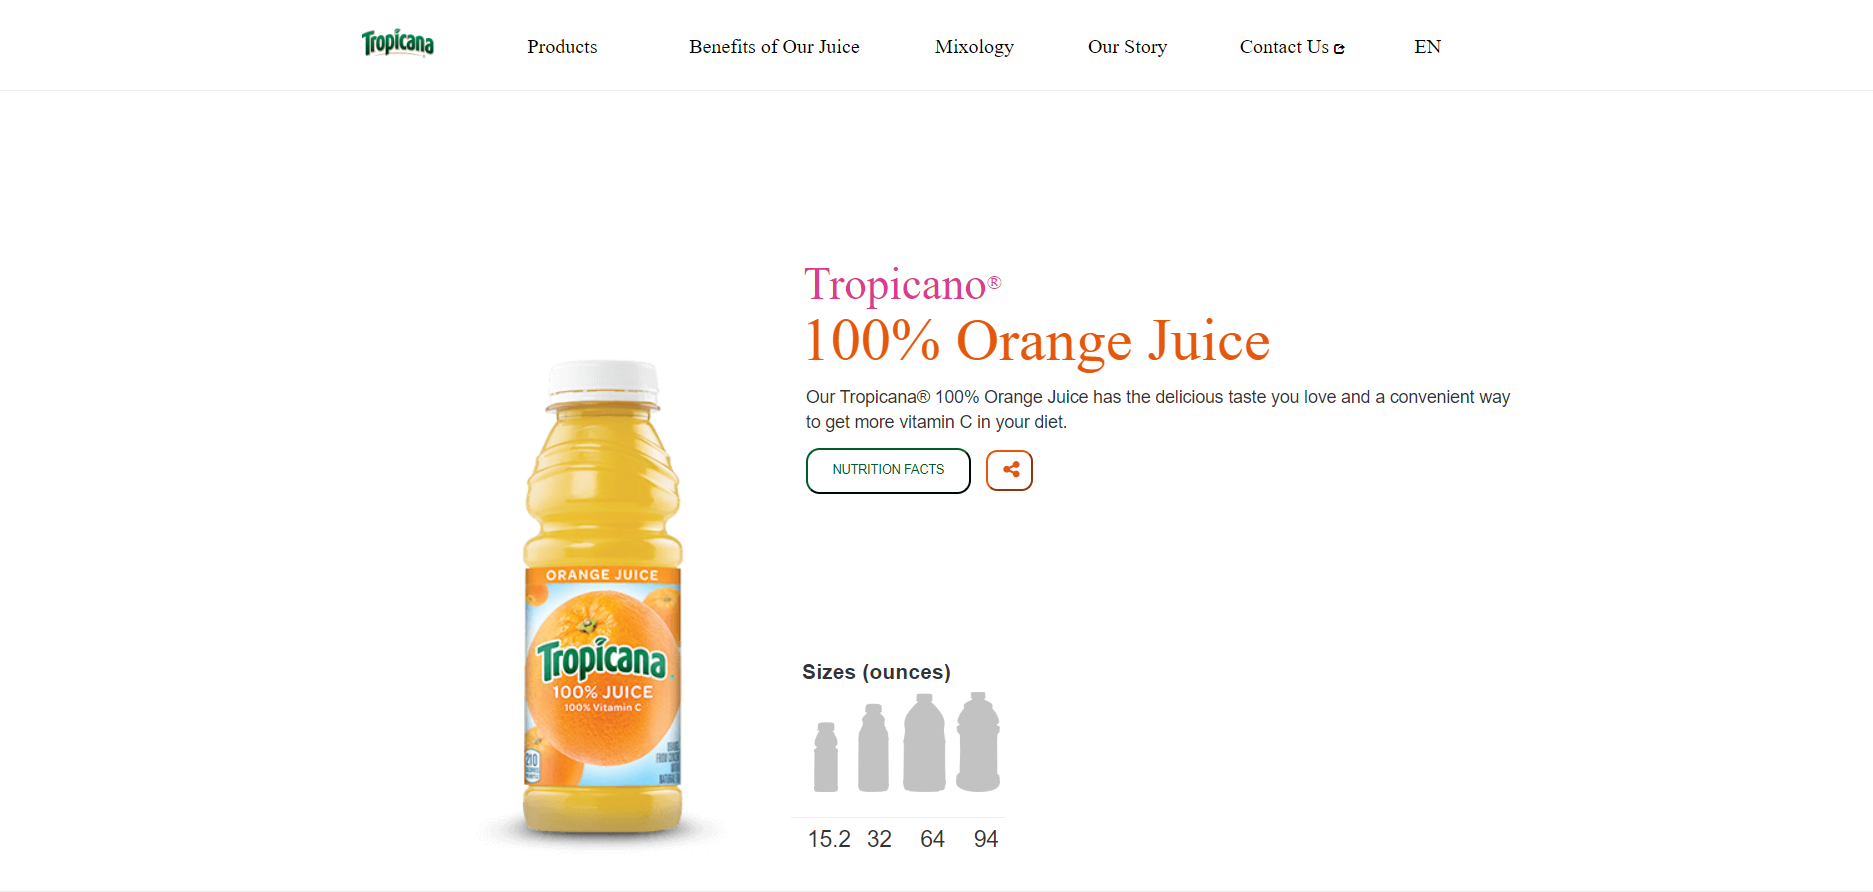 Tropicana
Products
Benefits of Our Juice
Mixology
Our Story
Contact Us
EN
Tropicano®
100% Orange Juice
Our Tropicana® 100% Orange Juice has the delicious taste you love and a convenient way
to get more vitamin C in your diet.
NUTRITION FACTS
ORANGE JUICE
Tropicana
100% JUICE
100% Vitamin C
210
Sizes (ounces)
15.2 32 64 94